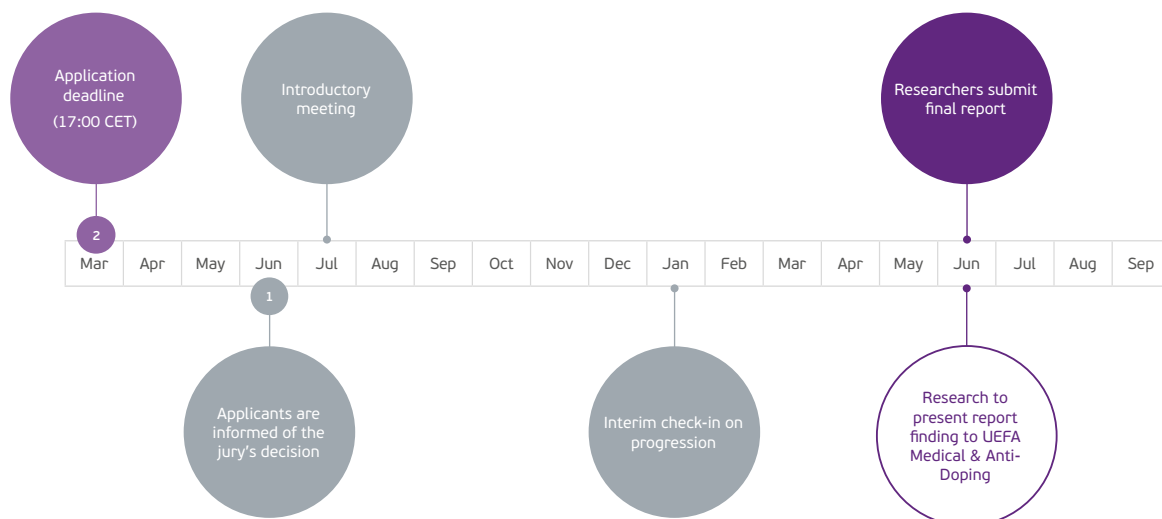 Application
deadline
(17:00 CET)
Introductory
meeting
Researchers submit
final report
2
Mar Apr May Jun Jul Aug Sep Oct Nov Dec Jan Feb Mar Apr May Jun Jul Aug Sep
1
Applicants are
informed of the
jury's decision
Interim check-in on
progression
Research to
present report
finding to UEFA
Medical & Anti-
Doping